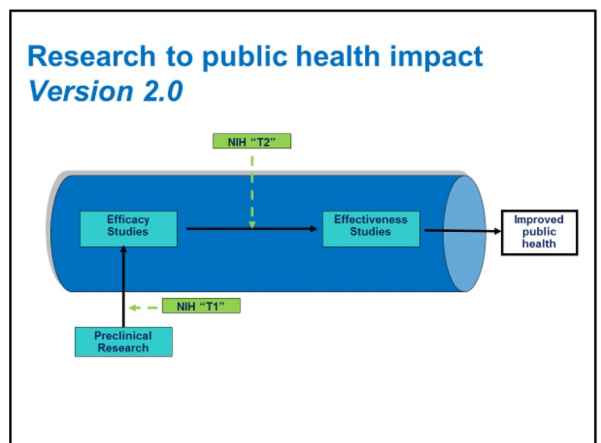 Research to public health impact
Version 2.0
NIH “T2”
Efficacy
Studies
Effectiveness
Studies
Improved
public
health
NIH “T1”
Preclinical
Research